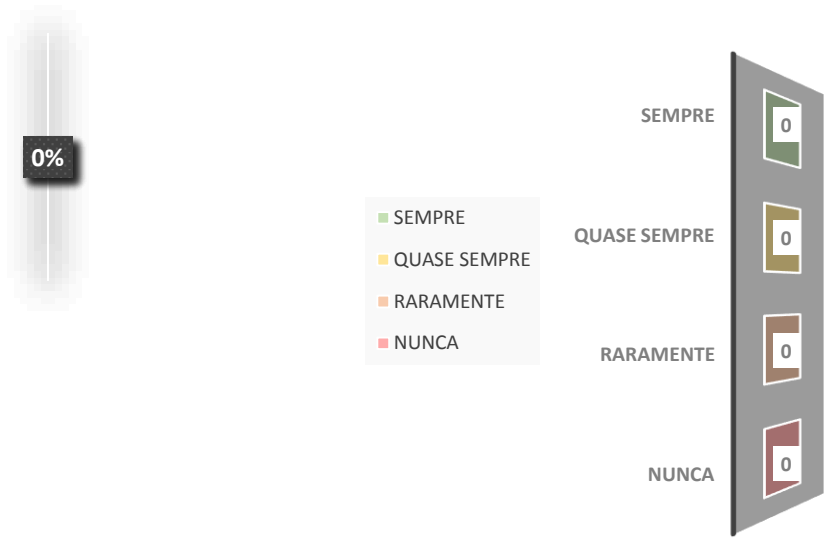 0%
SEMPRE
QUASE SEMPRE
RARAMENTE
NUNCA
SEMPRE
0
QUASE SEMPRE
0
RARAMENTE
0
NUNCA
0